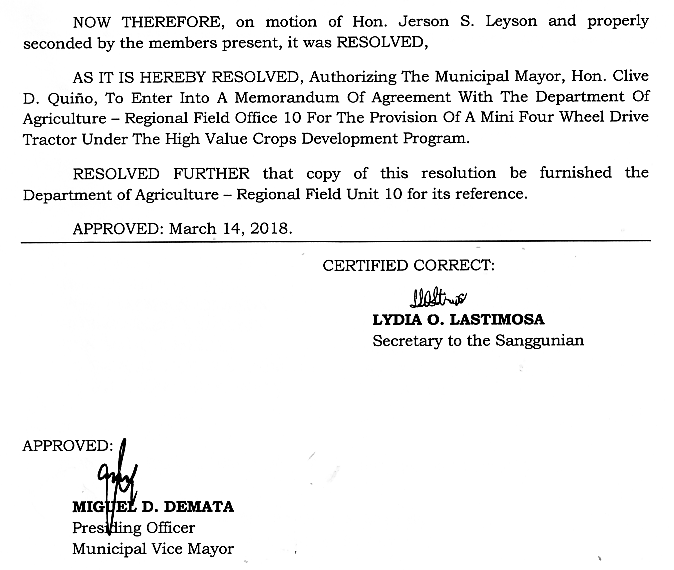 NOW THEREFORE, on motion of Hon. Jerson S. Leyson and properly
seconded by the members present, it was RESOLVED,
AS IT IS HEREBY RESOLVED, Authorizing The Municipal Mayor, Hon. Clive
D. Quiño, To Enter Into A Memorandum Of Agreement With The Department Of
Agriculture – Regional Field Office 10 For The Provision Of A Mini Four Wheel Drive
Tractor Under The High Value Crops Development Program.
RESOLVED FURTHER that copy of this resolution be furnished the
Department of Agriculture – Regional Field Unit 10 for its reference.
APPROVED: March 14, 2018.
CERTIFIED CORRECT:
LYDIA O. LASTIMOSA
Secretary to the Sanggunian
APPROVED:
MIGUEL D. DEMATA
Presiding Officer
Municipal Vice Mayor